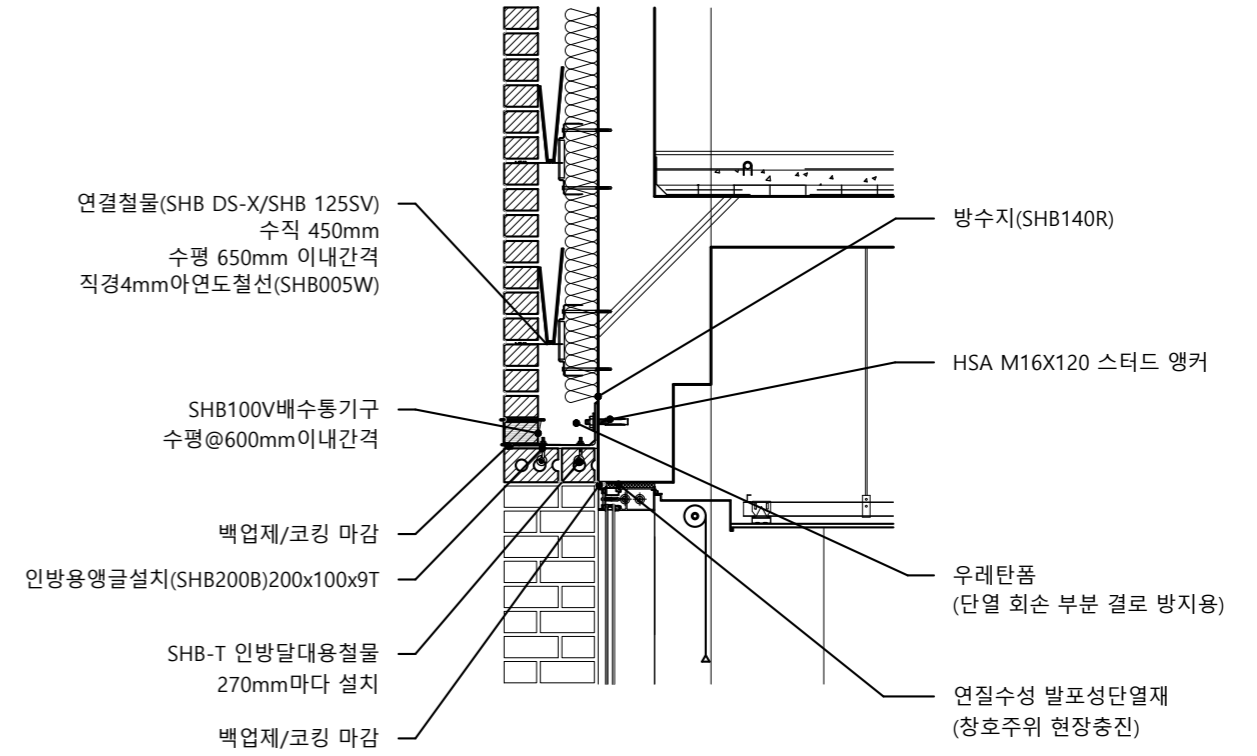 연결철물(SHB DS-X/SHB 125SV)
수직 450mm
수평 650mm 이내간격
직경4mm아연도철선(SHB005W)
SHB100V배수통기구
수평@600mm이내간격
백업제/코킹 마감
인방용앵글설치(SHB200B)200x100x9T
SHB-T 인방달대용철물
270mm마다 설치
백업제/코킹 마감
방수지(SHB140R)
HSA M16X120 스터드 앵커
우레탄폼
(단열 회손 부분 결로 방지용)
연질수성 발포성단열재
(창호주위 현장충진)